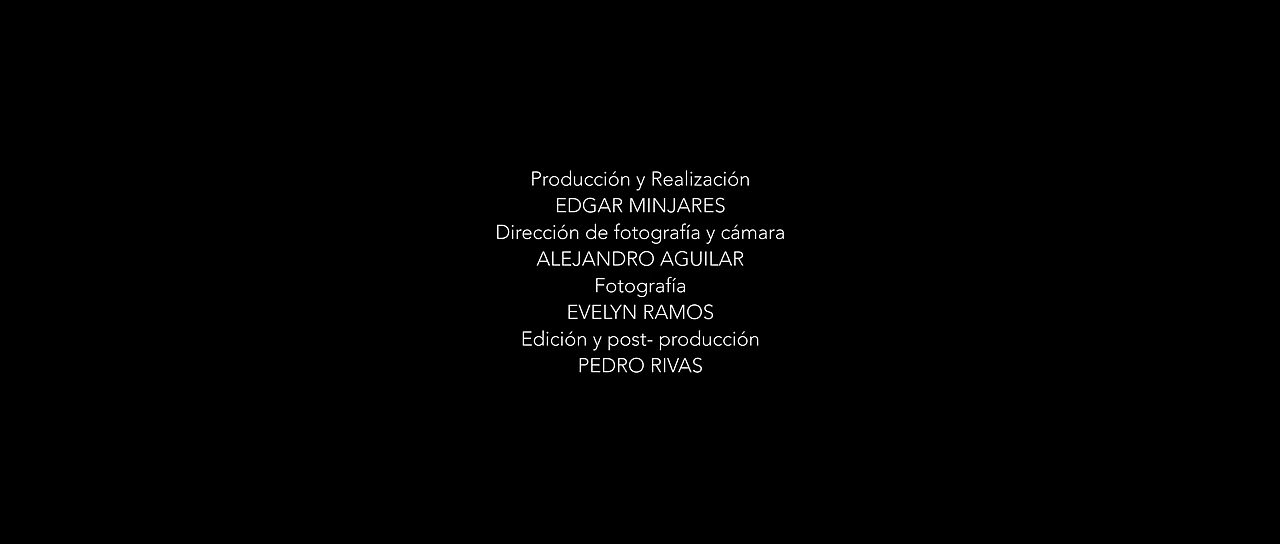 Producción y Realización
EDGAR MINJARES
Dirección de fotografía y cámara
ALEJANDRO AGUILAR
Fotografía
EVELYN RAMOS
Edición y post- producción
PEDRO RIVAS